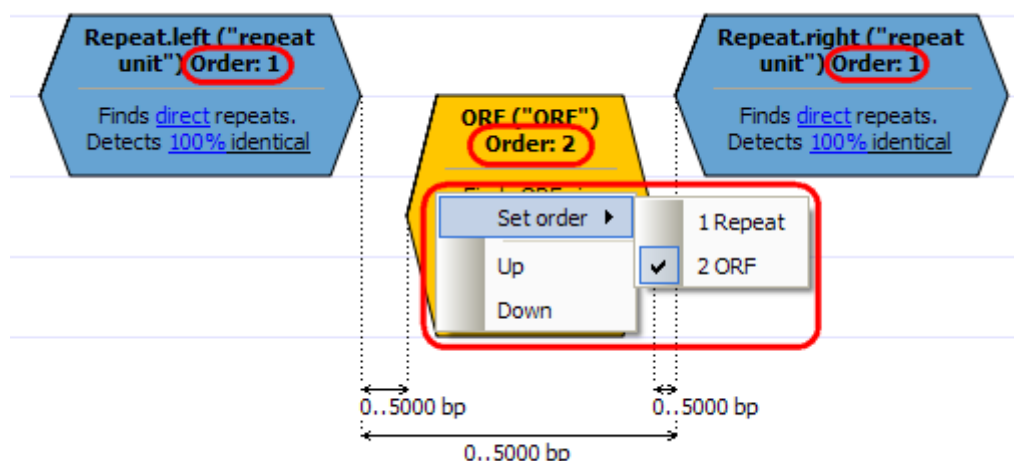 Repeat.left ("repeat
unit") Order: 1
Finds direct repeats.
Detects 100% identical
Repeat.right ("repeat
unit") Order: 1
Finds direct repeats.
Detects 100% identical
ORF ("ORF")
Order: 2
Set order
1 Repeat
2 ORF
Up
Down
0..5000 bp
0..5000 bp
0..5000 bp